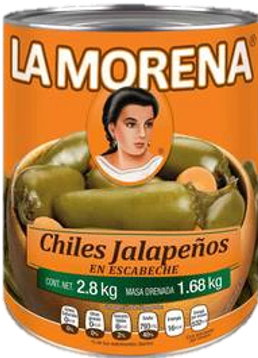 LA MORENA®
®
Chiles Jalapeños
EN ESCABECHE
CONT. NET. 2.8 kg MASA DRENADA 1.68 kg